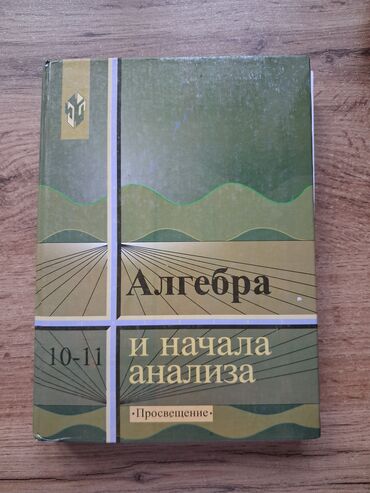 Алгебра
10-11
и начала
анализа
•Просвещение•